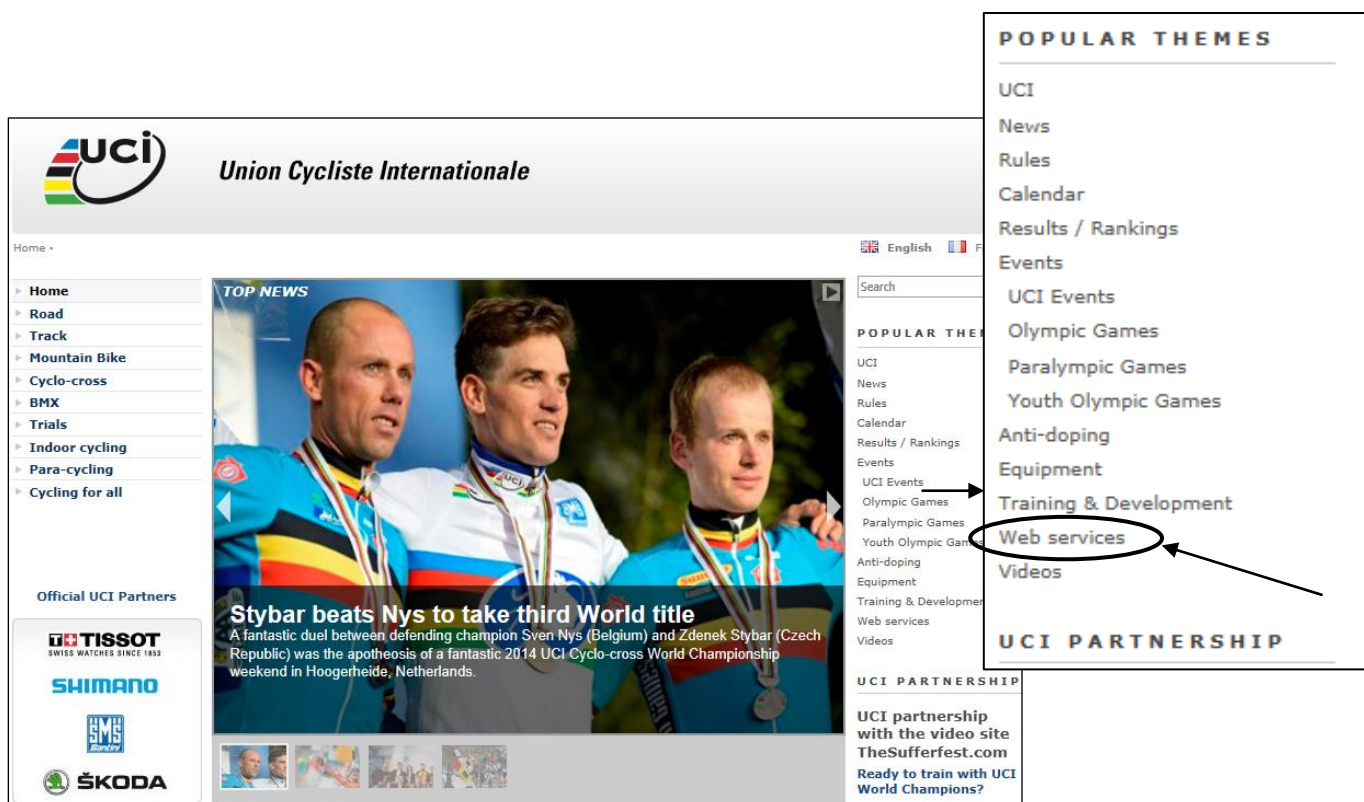 uci
Union Cycliste Internationale
Home •
English
Home
Road
Track
Mountain Bike
Cyclo-cross
BMX
Trials
Indoor cycling
Para-cycling
Cycling for all
Official UCI Partners
TISSOT
SWISS WATCHES SINCE 1853
SHIMANO
SMS
Santini
ŠKODA
TOP NEWS
Stybar beats Nys to take third World title
A fantastic duel between defending champion Sven Nys (Belgium) and Zdenek Stybar (Czech
Republic) was the apotheosis of a fantastic 2014 UCI Cyclo-cross World Championship
weekend in Hoogerheide, Netherlands.
Search
POPULAR THEM
UCI
News
Rules
Calendar
Results / Rankings
Events
UCI Events
Olympic Games
Paralympic Games
Youth Olympic Games
Anti-doping
Equipment
Training & Developmen
Web services
Videos
UCI PARTNERSHIP
UCI partnership
with the video site
TheSufferfest.com
Ready to train with UCI
World Champions?
POPULAR THEMES
UCI
News
Rules
Calendar
Results / Rankings
Events
UCI Events
Olympic Games
Paralympic Games
Youth Olympic Games
Anti-doping
Equipment
Training & Development
Web services
Videos
UCI PARTNERSHIP